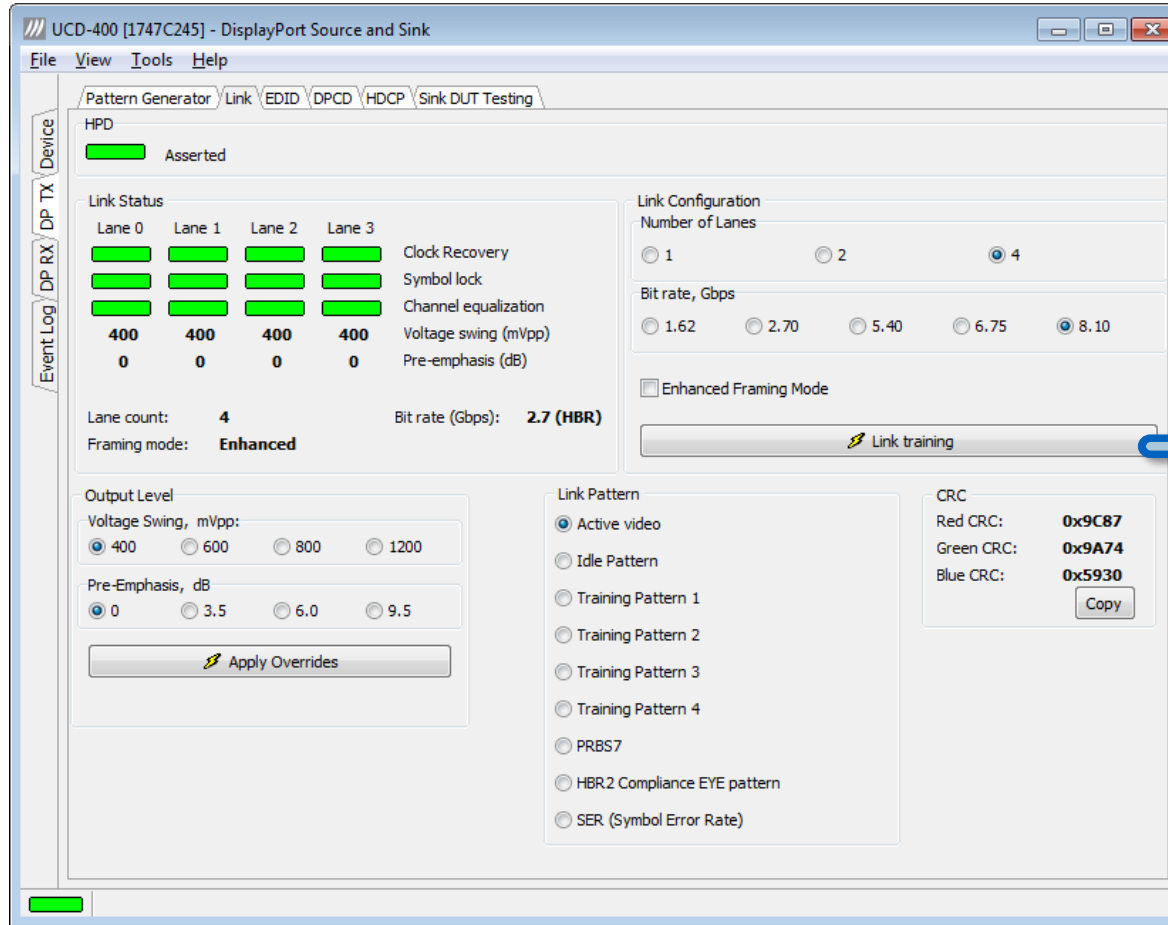 UCD-400 [1747C245] - DisplayPort Source and Sink
File View Tools Help
Device
DP TX
DP RX
Event Log
Pattern Generator Link EDID DPCD HDCP Sink DUT Testing
HPD
Asserted
Link Status
Lane 0 Lane 1 Lane 2 Lane 3
Clock Recovery
Symbol lock
Channel equalization
400 400 400 400 Voltage swing (mVpp)
0 0 0 0 Pre-emphasis (dB)
Lane count: 4 Bit rate (Gbps): 2.7 (HBR)
Framing mode: Enhanced
Link Configuration
Number of Lanes
1 2 4
Bit rate, Gbps
1.62 2.70 5.40 6.75 8.10
Enhanced Framing Mode
Link training
Output Level
Voltage Swing, mVpp:
400 600 800 1200
Pre-Emphasis, dB
0 3.5 6.0 9.5
Apply Overrides
Link Pattern
Active video
Idle Pattern
Training Pattern 1
Training Pattern 2
Training Pattern 3
Training Pattern 4
PRBS7
HBR2 Compliance EYE pattern
SER (Symbol Error Rate)
CRC
Red CRC: 0x9C87
Green CRC: 0x9A74
Blue CRC: 0x5930
Copy